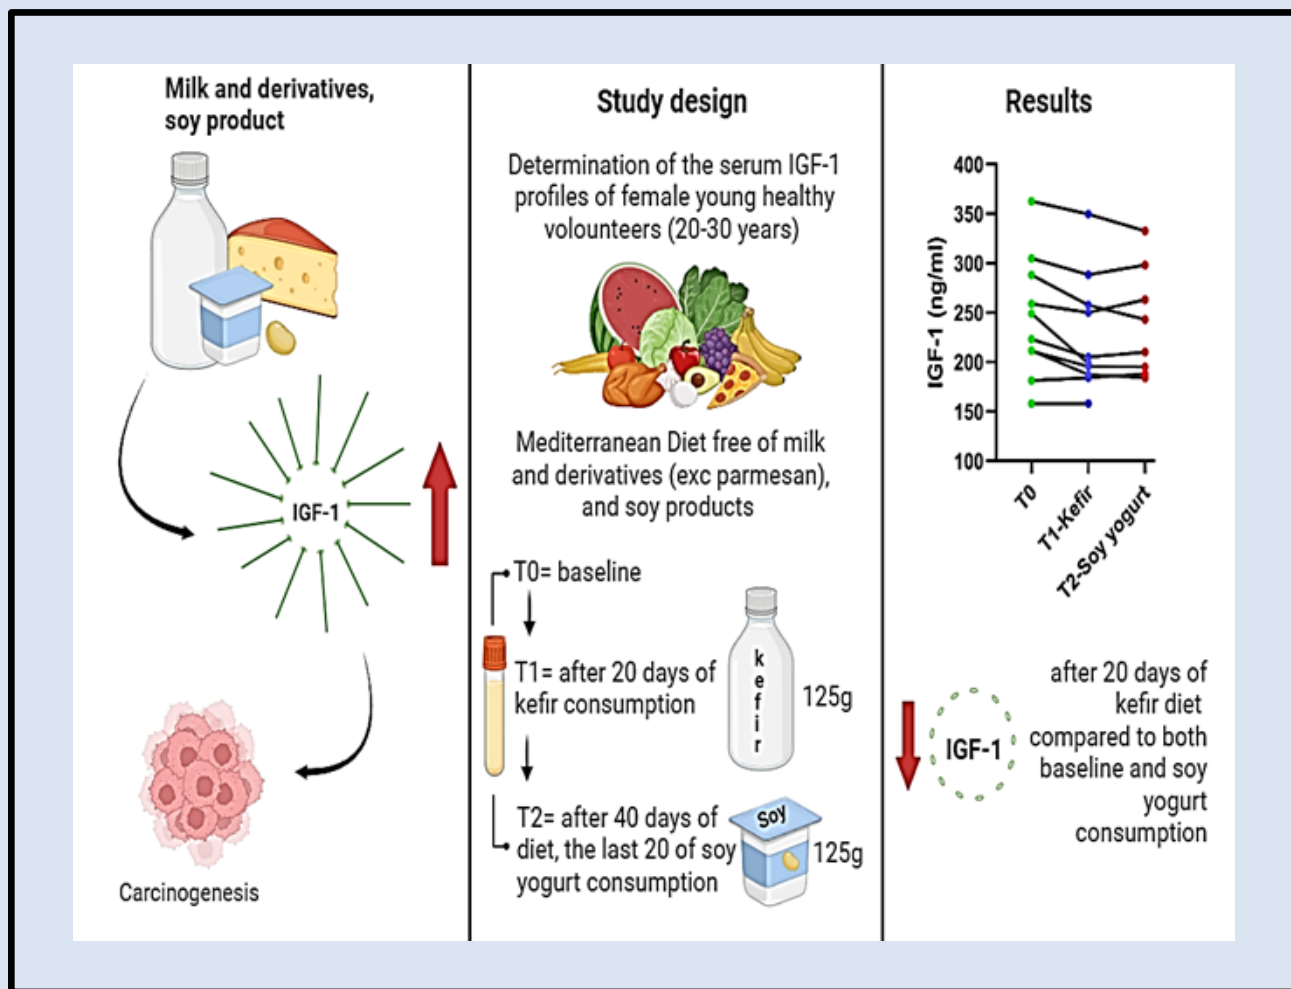 Milk and derivatives,
soy product
IGF-1
Carcinogenesis
Study design
Determination of the serum IGF-1
profiles of female young healthy
volounteers (20-30 years)
Mediterranean Diet free of milk
and derivatives (exc parmesan),
and soy products
T0= baseline
T1= after 20 days of
kefir consumption
k
e
f
i
r
125g
T2= after 40 days of
diet, the last 20 of soy
yogurt consumption
Soy
125g
Results
IGF-1 (ng/ml)
400
350
300
250
200
150
100
T0
T1-Kefir
T2-Soy yogurt
IGF-1
after 20 days of
kefir diet
compared to both
baseline and soy
yogurt
consumption